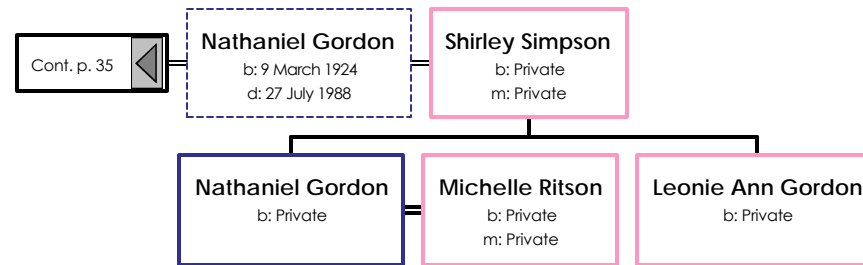 Cont. p. 35
Nathaniel Gordon
b: 9 March 1924
d: 27 July 1988
Shirley Simpson
b: Private
m: Private
Nathaniel Gordon
b: Private
Michelle Ritson
b: Private
m: Private
Leonie Ann Gordon
b: Private